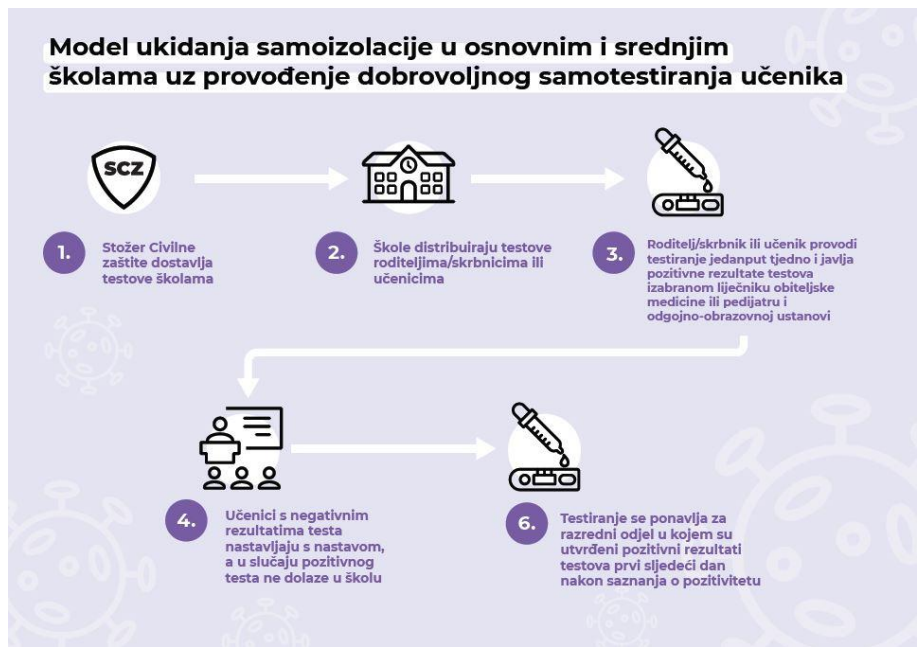 Model ukidanja samoizolacije u osnovnim i srednjim
školama uz provođenje dobrovoljnog samotestiranja učenika
SCZ
1.
Stožer Civilne
zaštite dostavlja
testove školama
2.
Škole distribuiraju testove
roditeljima/skrbnicima ili
učenicima
3.
Roditelj/skrbnik ili učenik provodi
testiranje jedanput tjedno i javlja
pozitivne rezultate testova
izabranom liječniku obiteljske
medicine ili pedijatru i
odgojno-obrazovnoj ustanovi
4.
Učenici s negativnim
rezultatima testa
nastavljaju s nastavom,
a u slučaju pozitivnog
testa ne dolaze u školu
6.
Testiranje se ponavlja za
razredni odjel u kojem su
utvrđeni pozitivni rezultati
testova prvi sljedeći dan
nakon saznanja o pozitivitetu